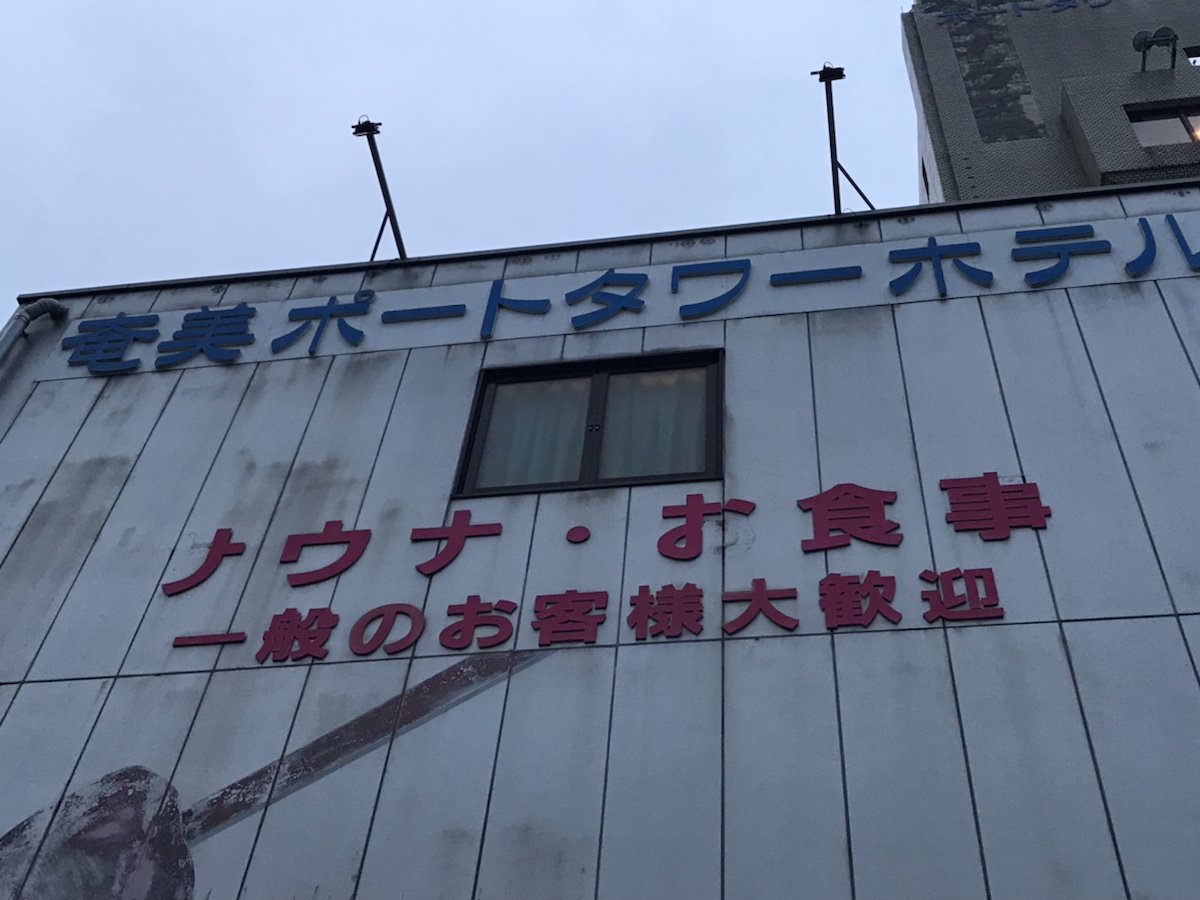 奄美ポートタワーホテル
サウナ・お食事
一般のお客様大歓迎